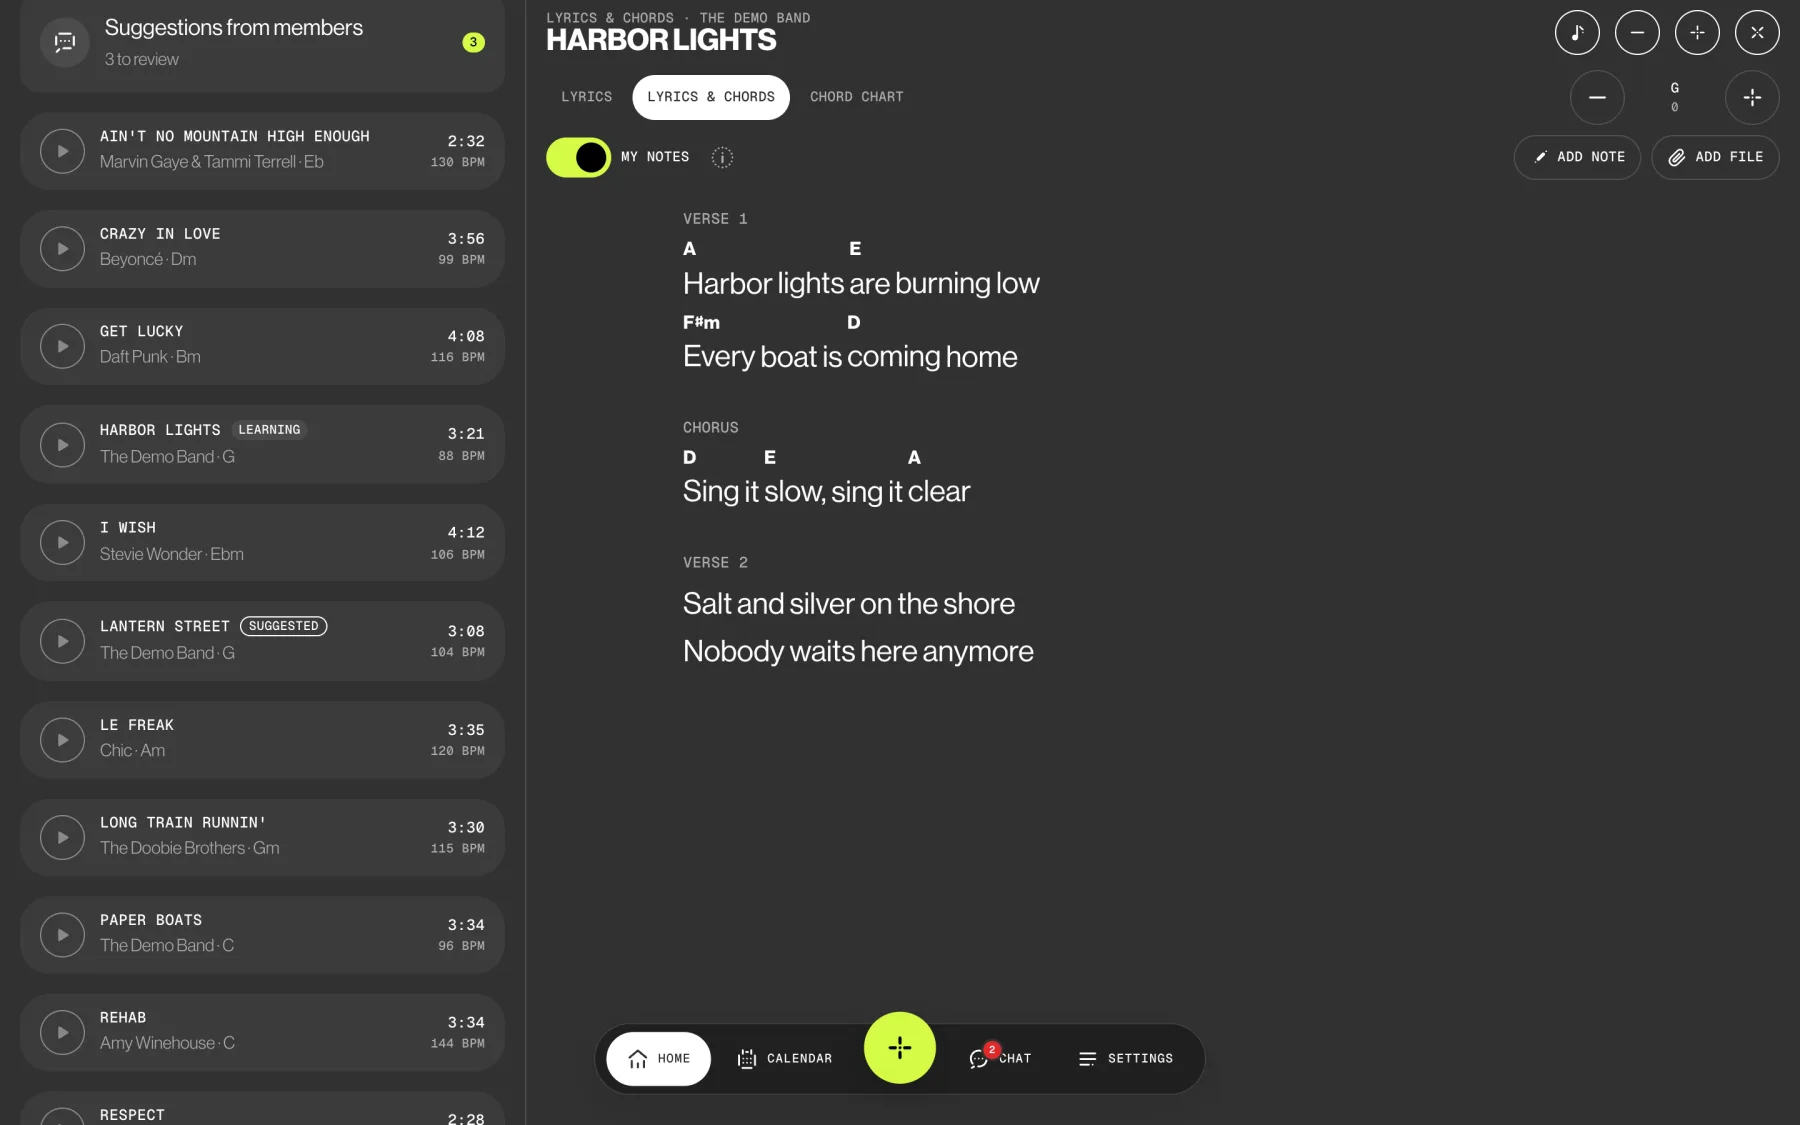 Suggestions from members
3 to review
3
AIN'T NO MOUNTAIN HIGH ENOUGH
Marvin Gaye & Tammi Terrell · Eb
2:32
130 BPM
CRAZY IN LOVE
Beyoncé · Dm
3:56
99 BPM
GET LUCKY
Daft Punk · Bm
4:08
116 BPM
HARBOR LIGHTS LEARNING
The Demo Band · G
3:21
88 BPM
I WISH
Stevie Wonder · Ebm
4:12
106 BPM
LANTERN STREET SUGGESTED
The Demo Band · G
3:08
104 BPM
LE FREAK
Chic · Am
3:35
120 BPM
LONG TRAIN RUNNIN'
The Doobie Brothers · Gm
3:30
115 BPM
PAPER BOATS
The Demo Band · C
3:34
96 BPM
REHAB
Amy Winehouse · C
3:34
144 BPM
RESPECT
2:28
LYRICS & CHORDS · THE DEMO BAND
HARBOR LIGHTS
LYRICS LYRICS & CHORDS CHORD CHART
G
0
MY NOTES
ADD NOTE ADD FILE
VERSE 1
A E
Harbor lights are burning low
F#m D
Every boat is coming home
CHORUS
D E A
Sing it slow, sing it clear
VERSE 2
Salt and silver on the shore
Nobody waits here anymore
HOME CALENDAR 2 CHAT SETTINGS